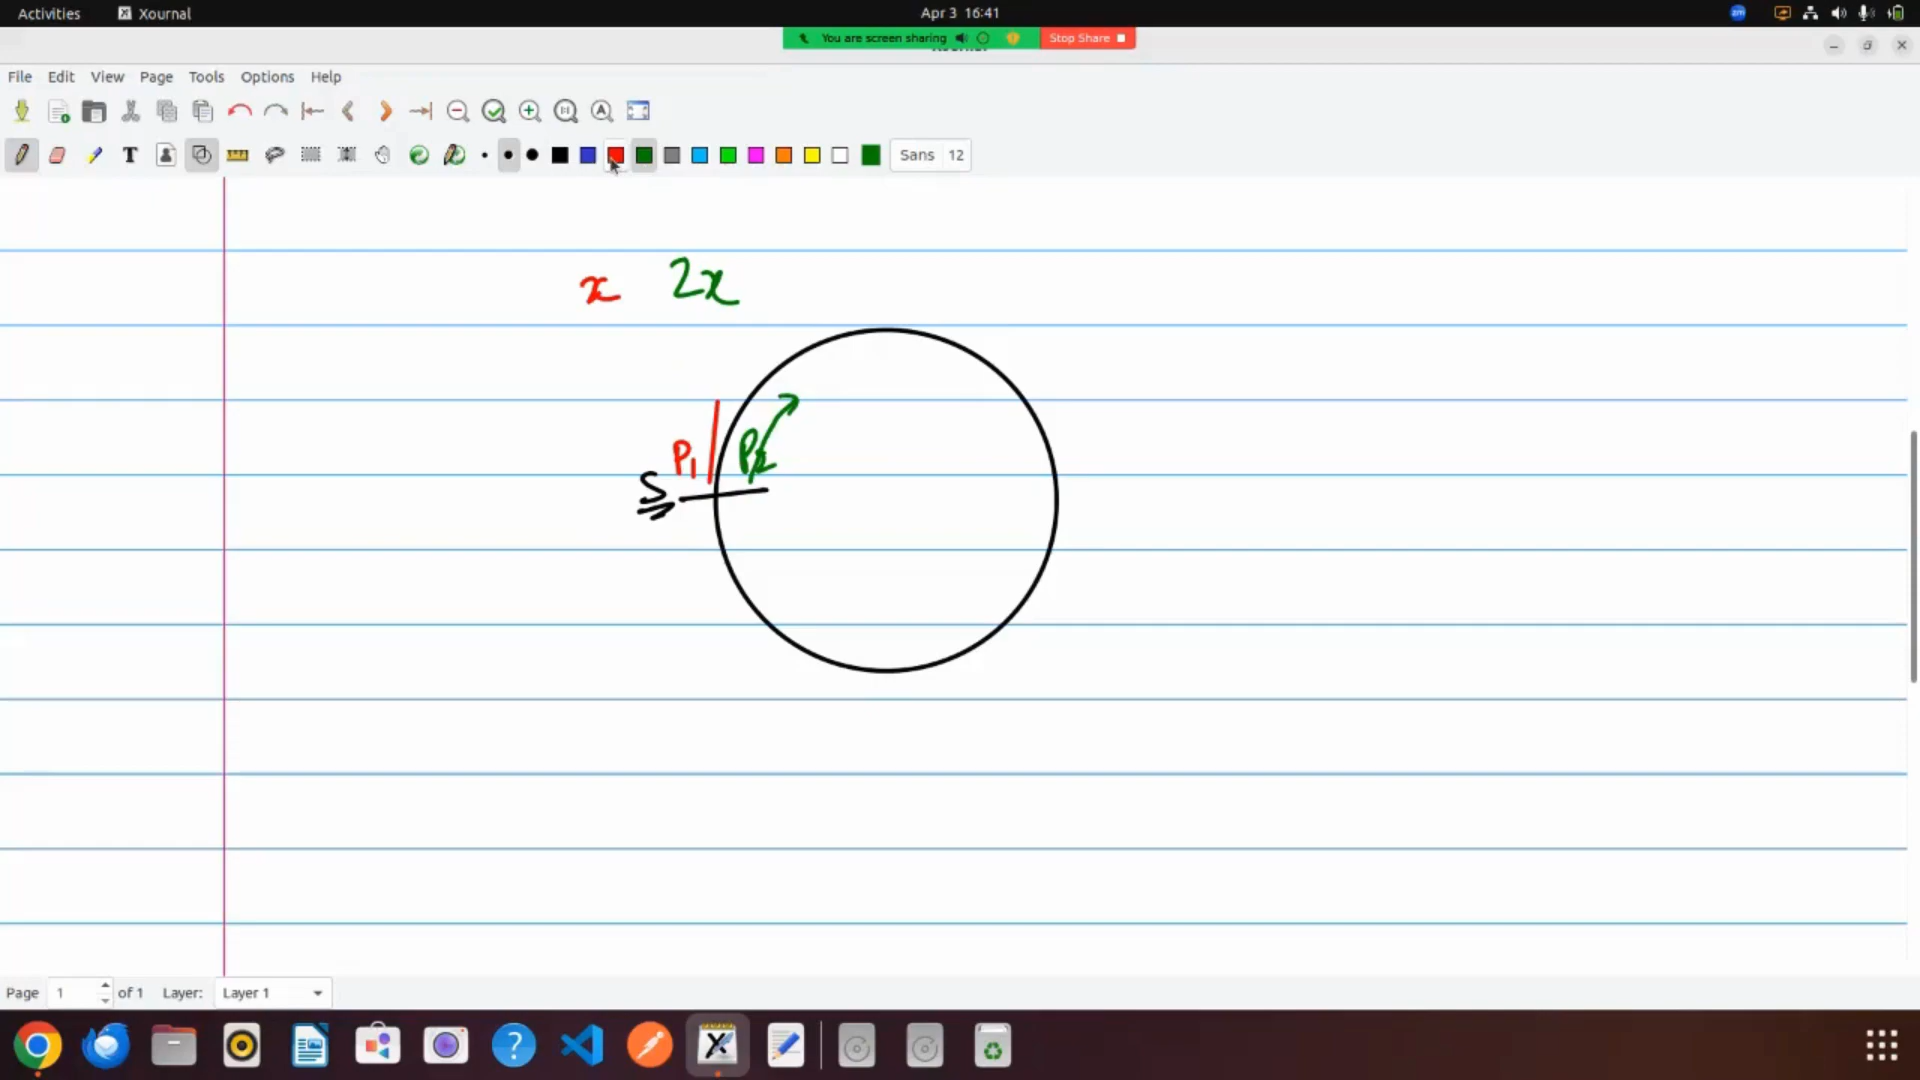 Activities Xournal Apr 3 16:41 zm
You are screen sharing Stop Share
File Edit View Page Tools Options Help
T Sans 12
x 2x
P1 P2
S
Page 1 of 1 Layer: Layer 1